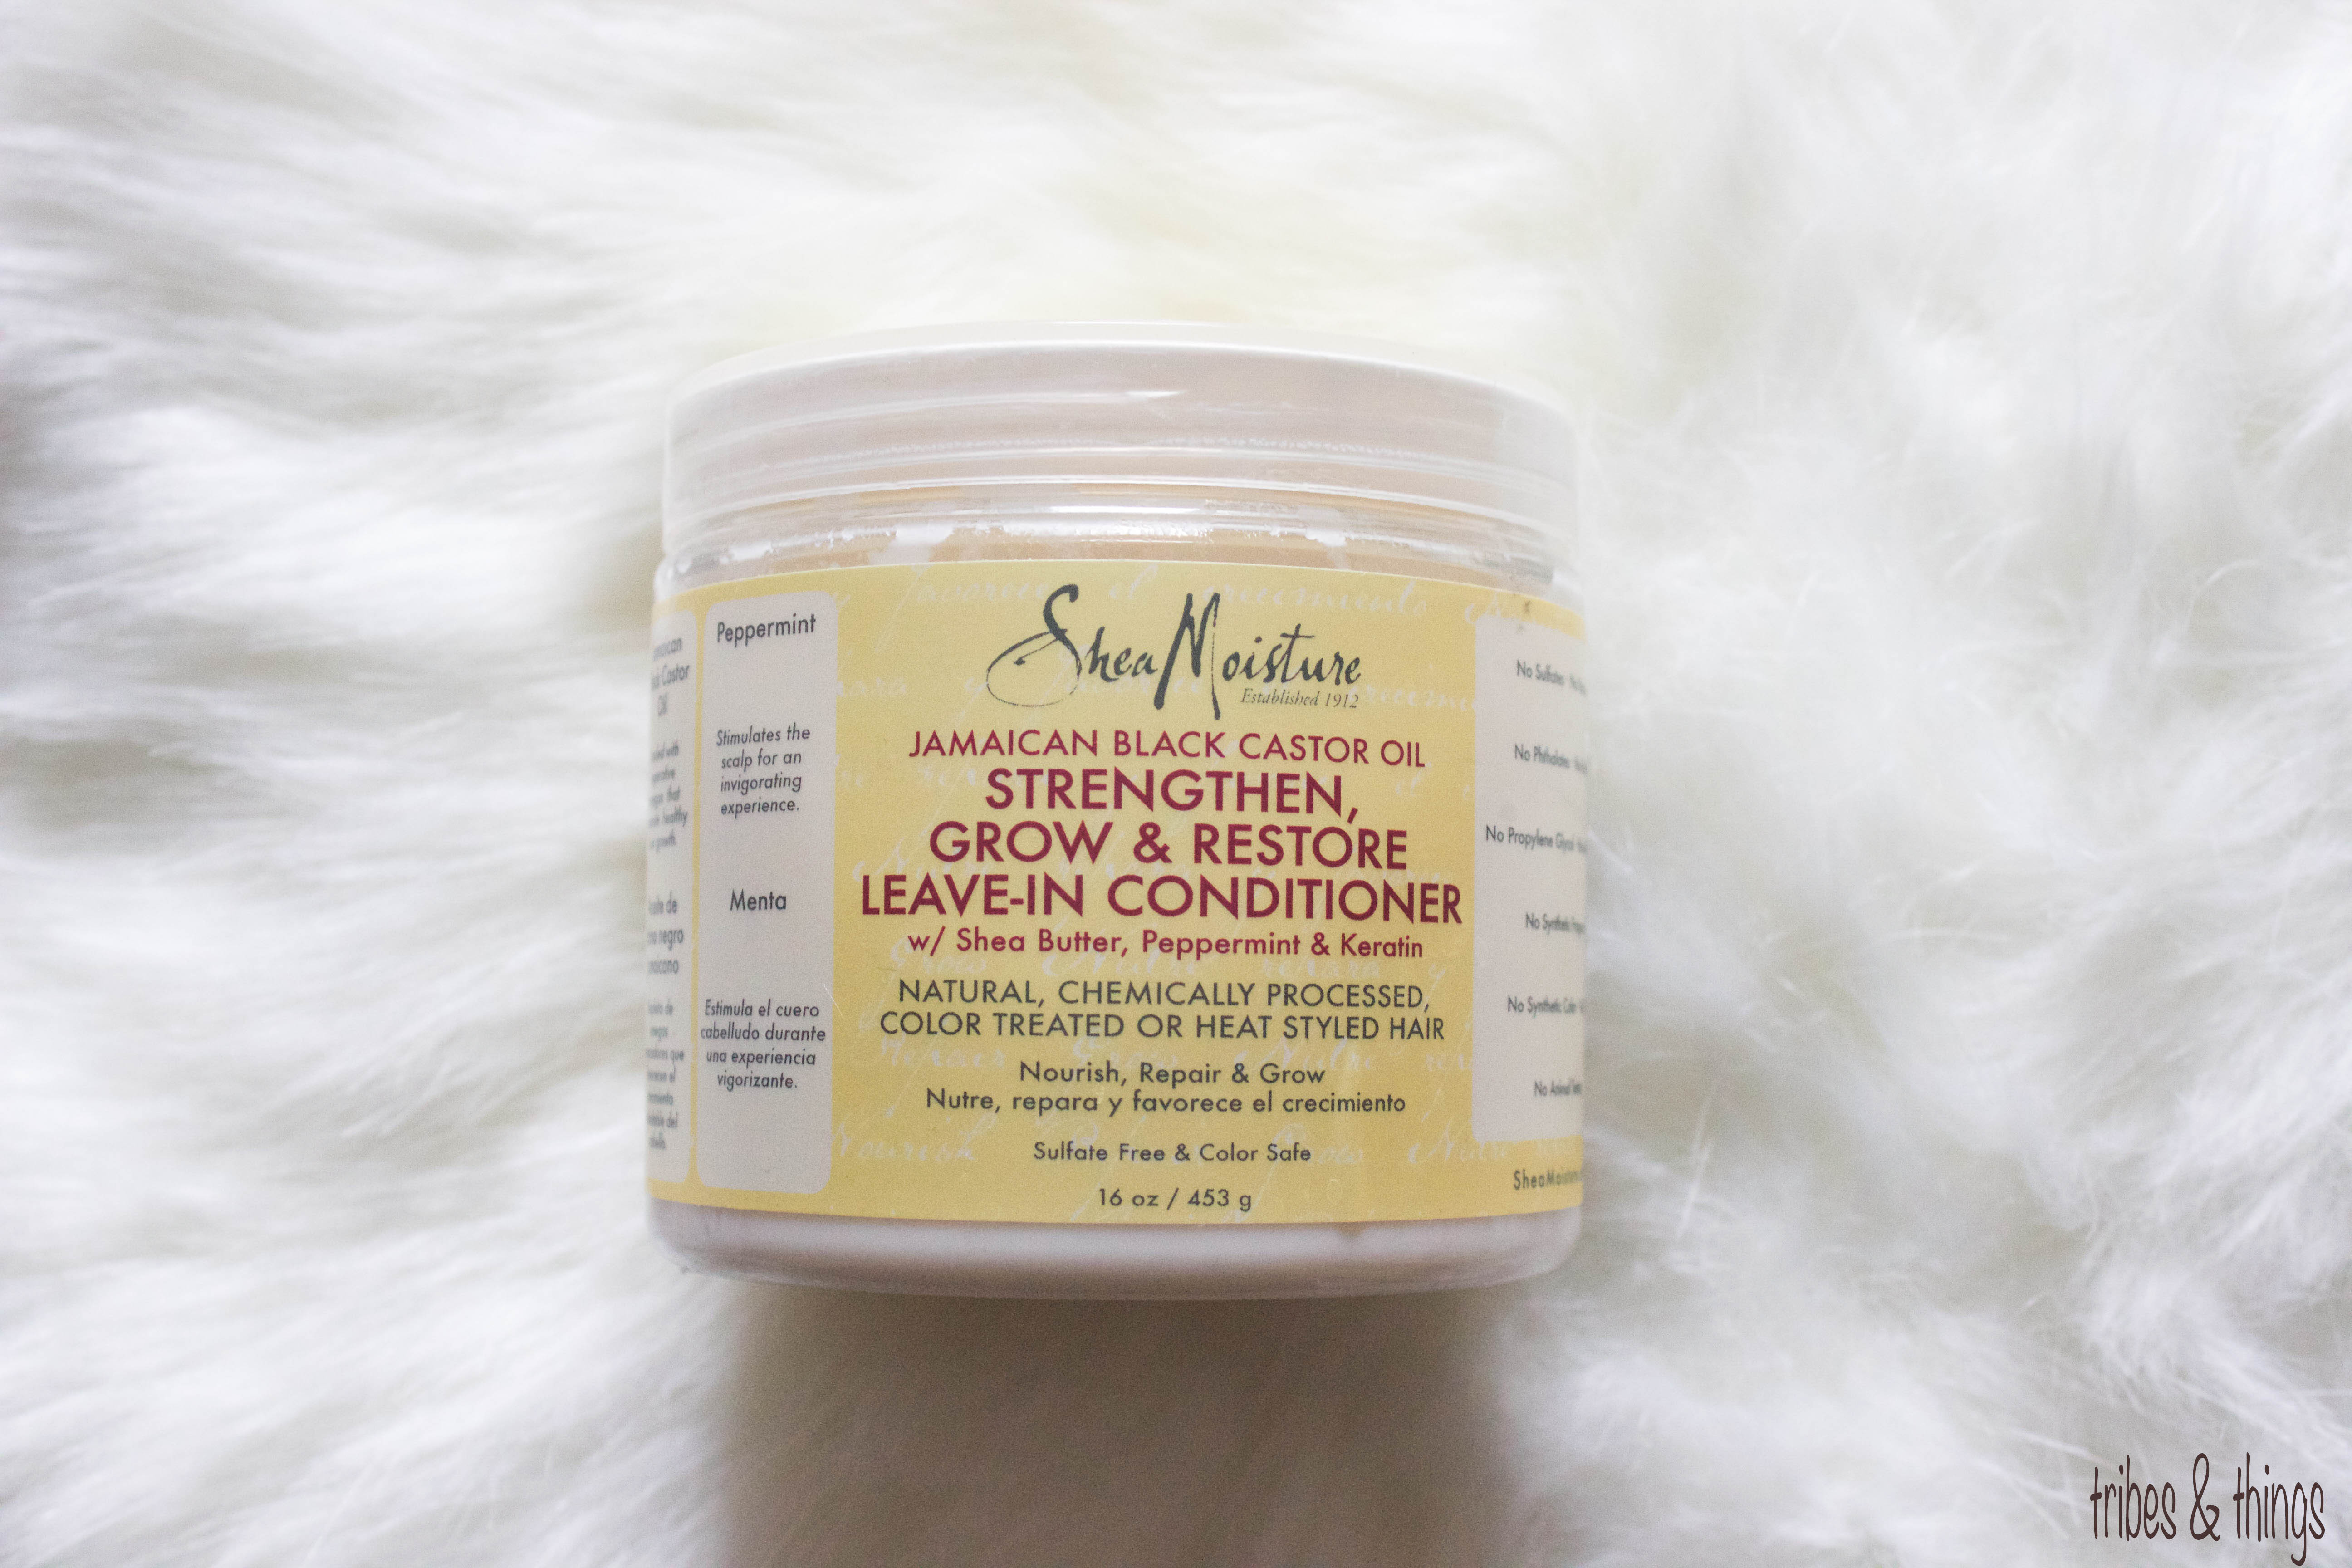 SheaMoisture
Established 1912
JAMAICAN BLACK CASTOR OIL
STRENGTHEN,
GROW & RESTORE
LEAVE-IN CONDITIONER
w/ Shea Butter, Peppermint & Keratin
NATURAL, CHEMICALLY PROCESSED,
COLOR TREATED OR HEAT STYLED HAIR
Nourish, Repair & Grow
Nutre, repara y favorece el crecimiento
Sulfate Free & Color Safe
16 oz / 453 g
Peppermint
Stimulates the
scalp for an
invigorating
experience.
Menta
Estimula el cuero
cabelludo durante
una experiencia
vigorizante.
Castor
Oil
negro
No Sulfates
No Phthalates
No Propylene Glycol
No Synthetic
No Synthetic
No Animal
tribes & things